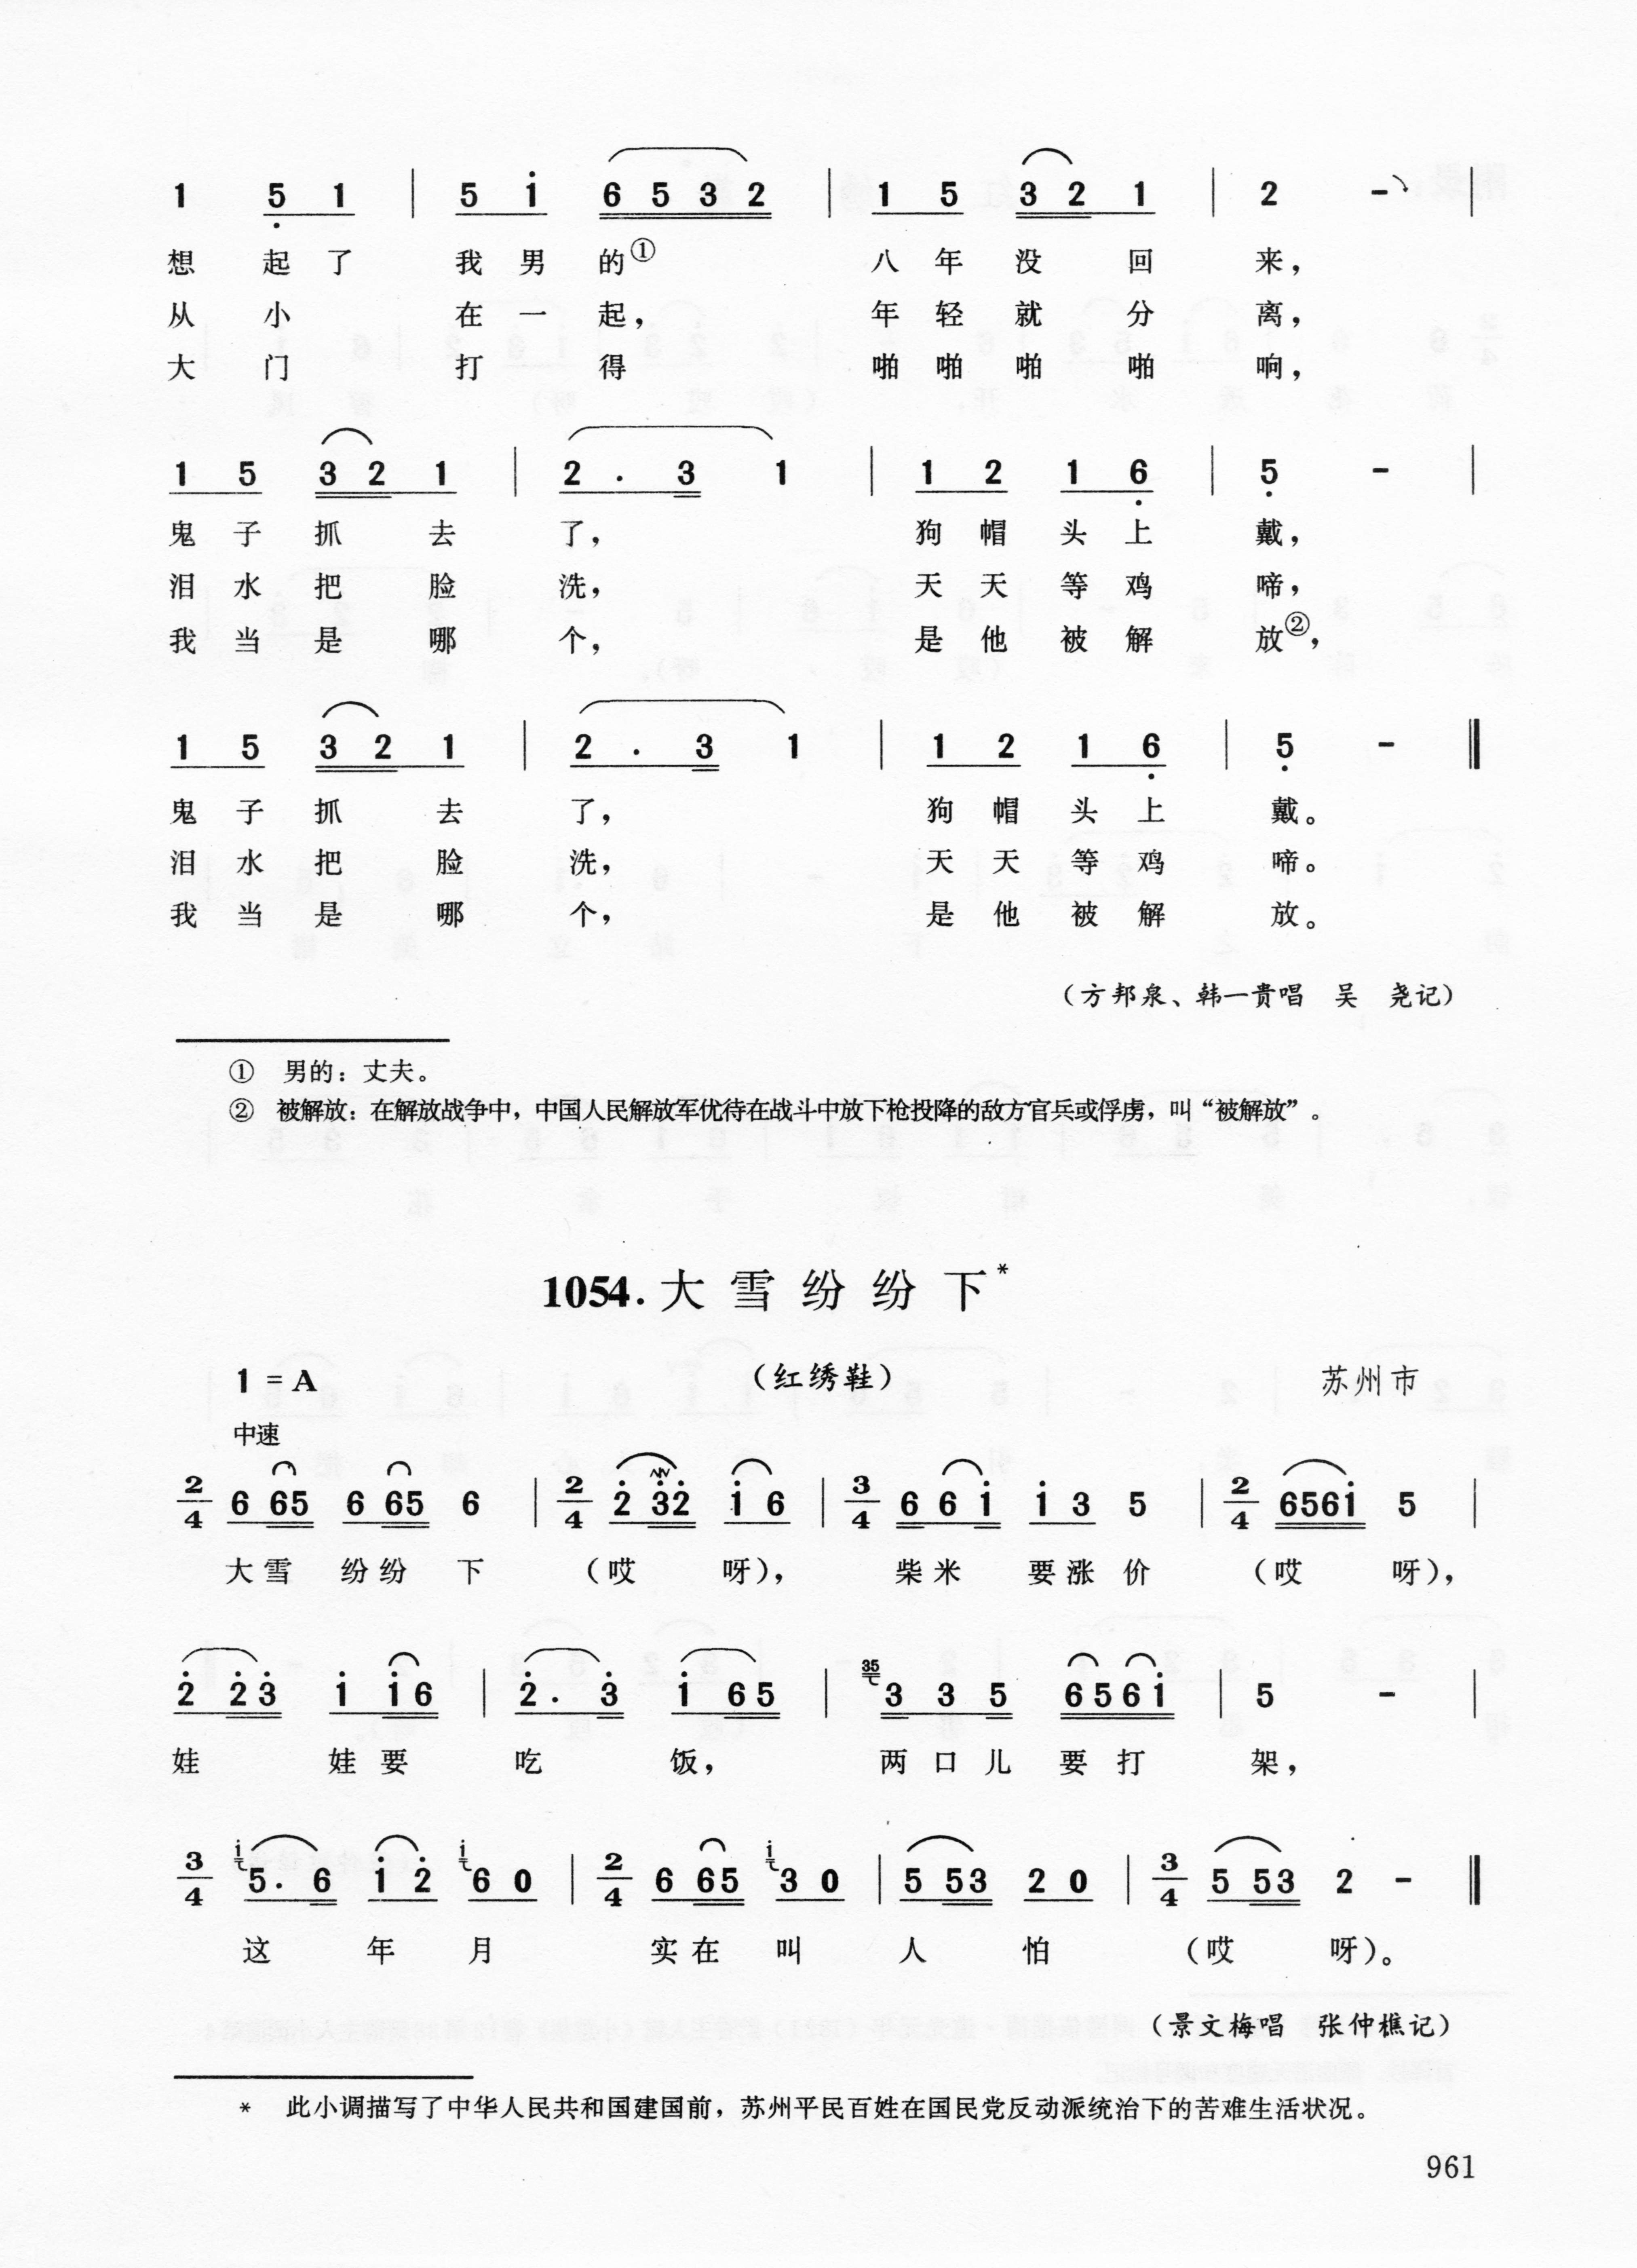 1 5 1 | 5 1 6 5 3 2 | 1 5 3 2 1 | 2 - |
想 起 了 我 男 的① 八 年 没 回 来，
从 小 在 一 起， 年 轻 就 分 离，
大 门 打 得 啪 啪 啪 啪 响，
1 5 3 2 1 | 2 · 3 1 | 1 2 1 6 | 5 - |
鬼 子 抓 去 了， 狗 帽 头 上 戴，
泪 水 把 脸 洗， 天 天 等 鸡 啼，
我 当 是 哪 个， 是 他 被 解 放②，
1 5 3 2 1 | 2 · 3 1 | 1 2 1 6 | 5 - ‖
鬼 子 抓 去 了， 狗 帽 头 上 戴。
泪 水 把 脸 洗， 天 天 等 鸡 啼。
我 当 是 哪 个， 是 他 被 解 放。
（方邦泉、韩一贵唱 吴 尧记）
① 男的：丈夫。
② 被解放：在解放战争中，中国人民解放军优待在战斗中放下枪投降的敌方官兵或俘虏，叫“被解放”。
1054. 大 雪 纷 纷 下*
1 = A （红绣鞋） 苏州市
中速
2/4 6 65 6 65 6 | 2/4 2 32 1 6 | 3/4 6 6 1 1 3 5 | 2/4 6561 5 |
大雪 纷纷 下 （哎 呀）， 柴米 要涨 价 （哎 呀），
2 23 1 16 | 2 · 3 1 65 | 35 3 3 5 6561 | 5 - |
娃 娃 要 吃 饭， 两 口 儿 要 打 架，
3/4 1 5 · 6 1 2 1 6 0 | 2/4 6 65 1 3 0 | 5 53 2 0 | 3/4 5 53 2 - ‖
这 年 月 实 在 叫 人 怕 （哎 呀）。
（景文梅唱 张仲樵记）
* 此小调描写了中华人民共和国建国前，苏州平民百姓在国民党反动派统治下的苦难生活状况。
961